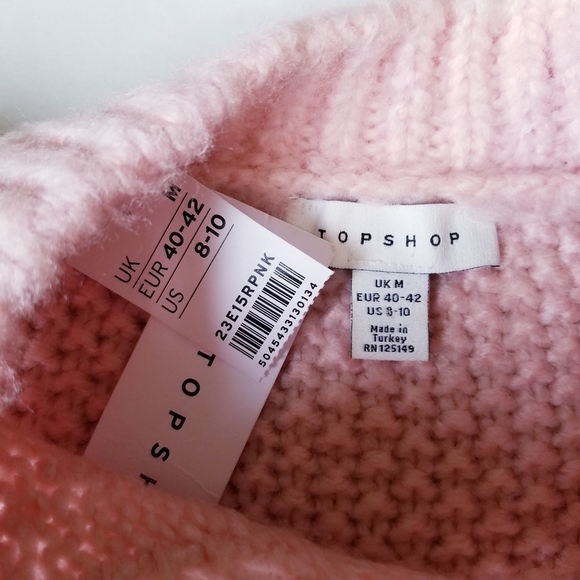 UK M
EUR 40-42
US 8-10
23E15RPNK
5045433130134
TOPSH
TOPSHOP
UK M
EUR 40-42
US 8-10
Made in
Turkey
RN125149